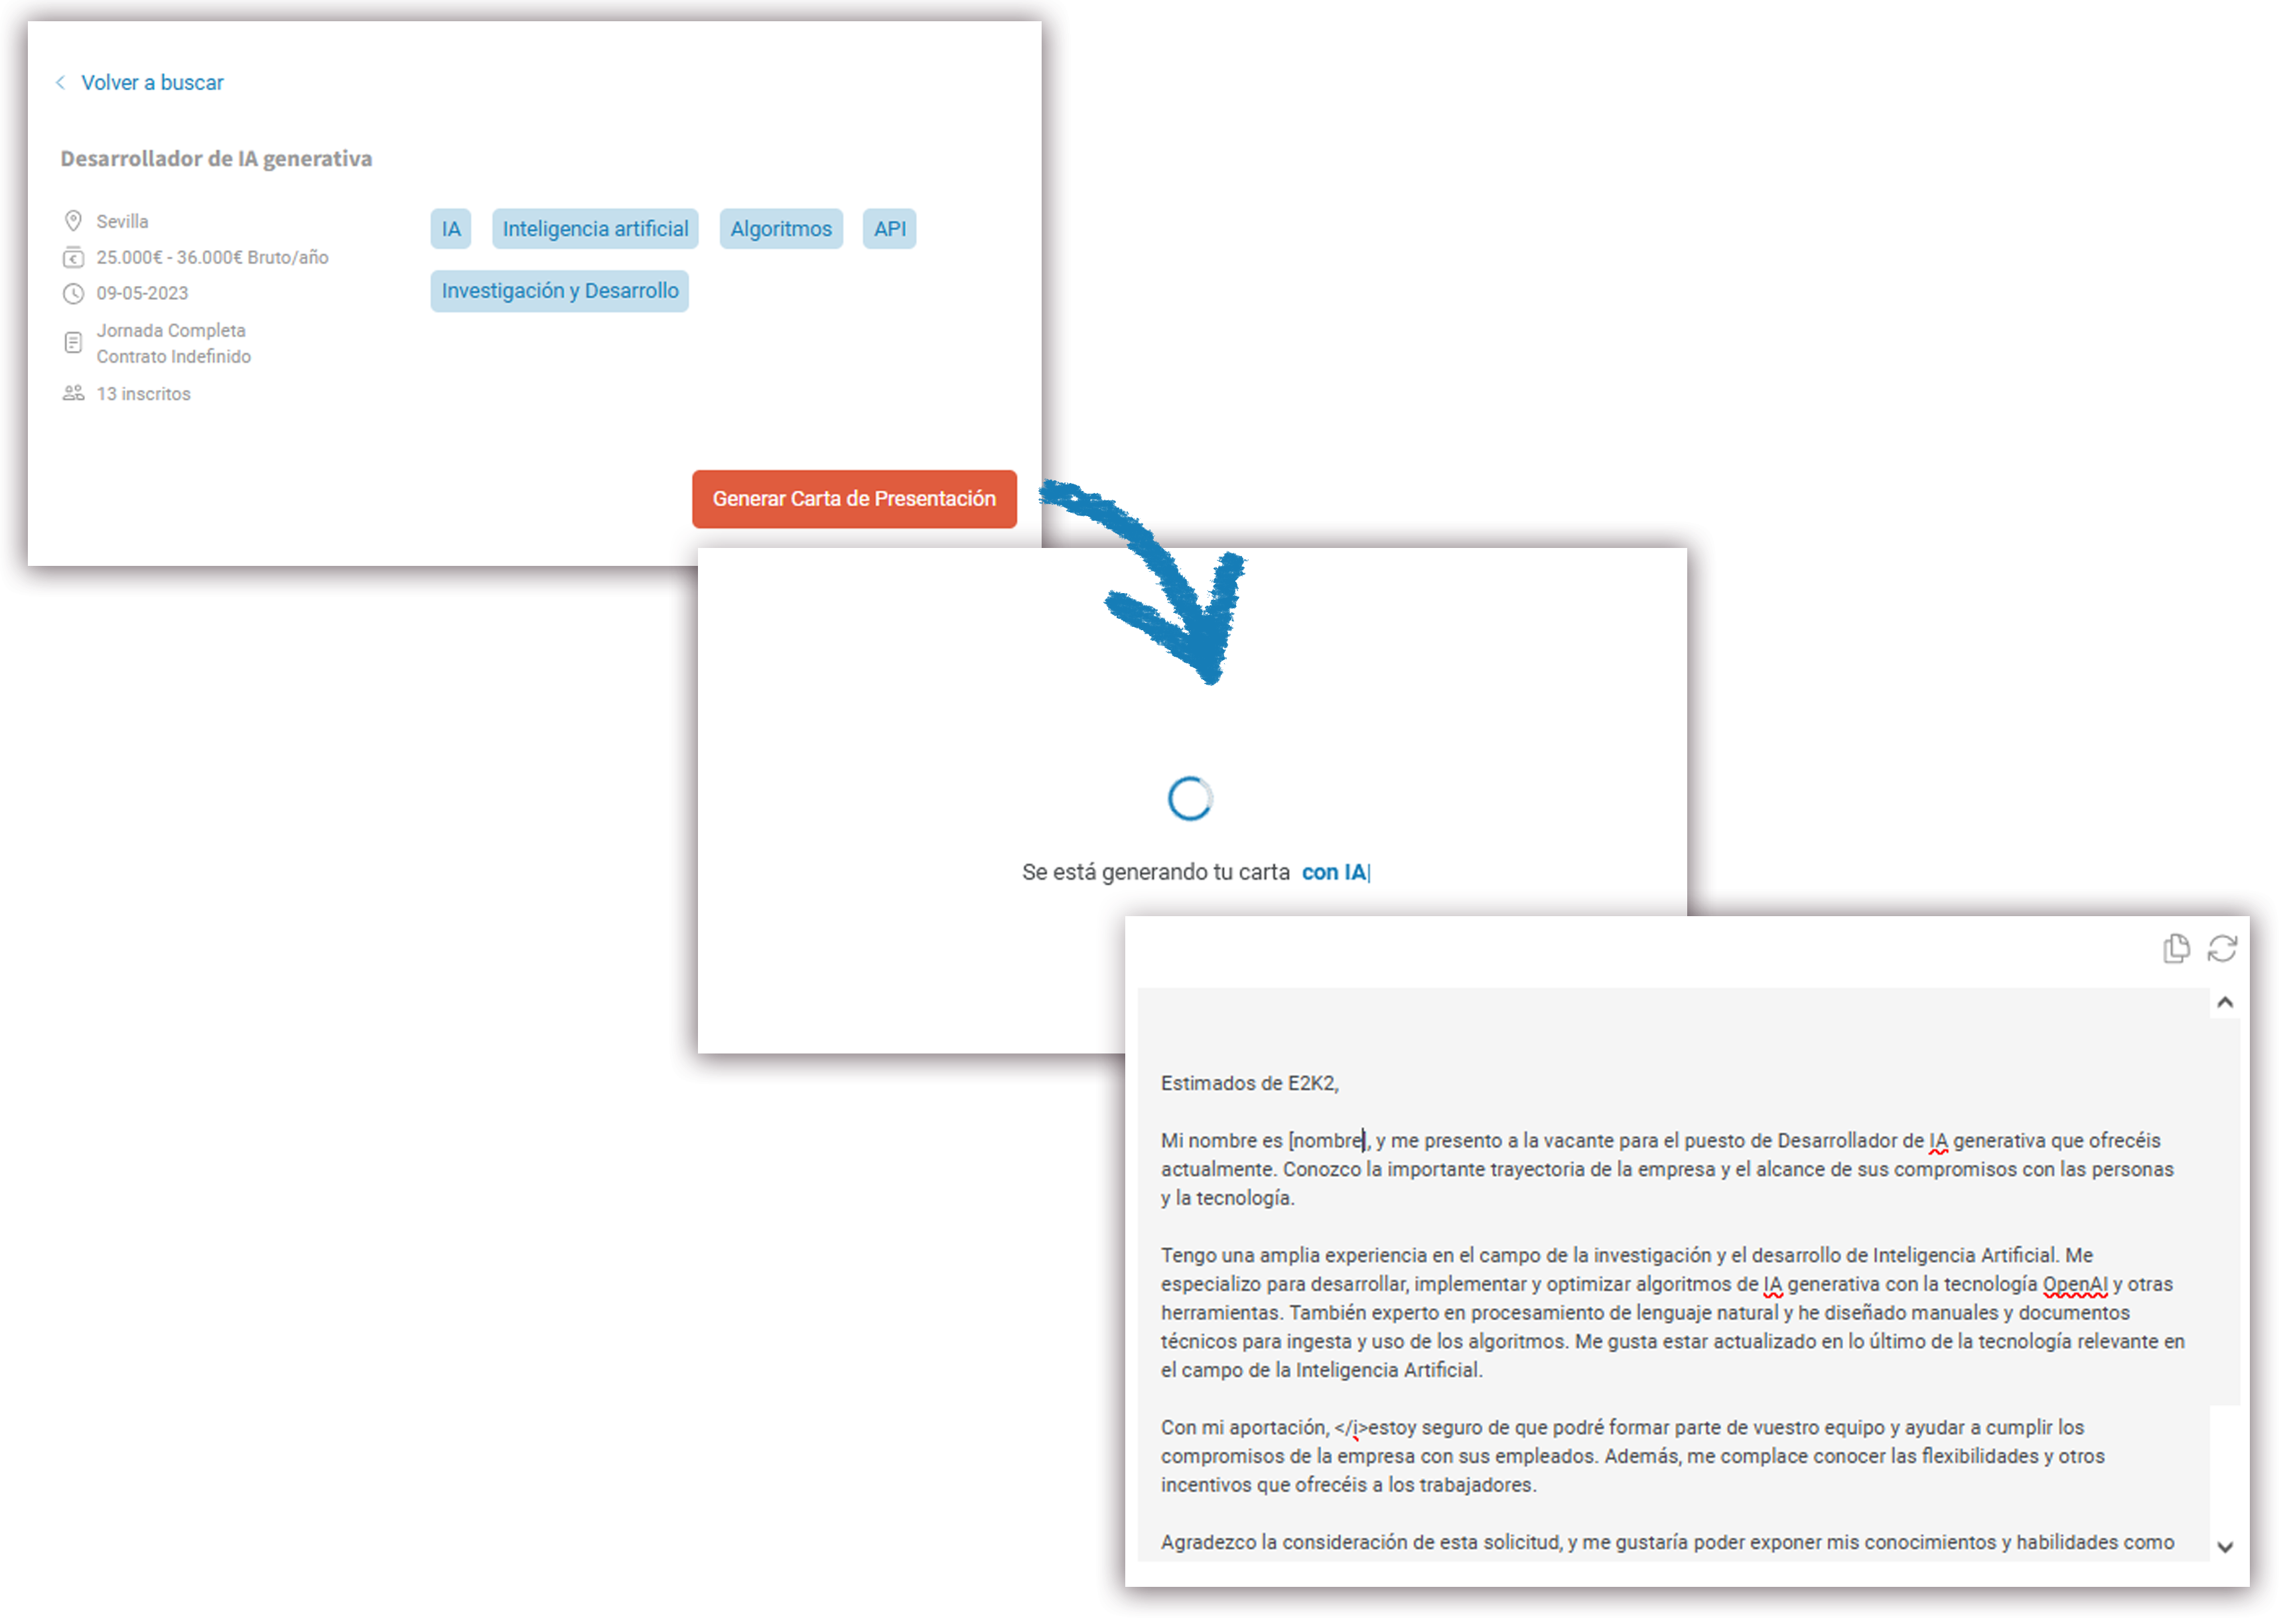 Volver a buscar
Desarrollador de IA generativa
Sevilla
25.000€ - 36.000€ Bruto/año
09-05-2023
Jornada Completa
Contrato Indefinido
13 inscritos
IA Inteligencia artificial Algoritmos API
Investigación y Desarrollo
Generar Carta de Presentación
Se está generando tu carta con IA|
Estimados de E2K2,
Mi nombre es [nombre], y me presento a la vacante para el puesto de Desarrollador de IA generativa que ofrecéis
actualmente. Conozco la importante trayectoria de la empresa y el alcance de sus compromisos con las personas
y la tecnología.
Tengo una amplia experiencia en el campo de la investigación y el desarrollo de Inteligencia Artificial. Me
especializo para desarrollar, implementar y optimizar algoritmos de IA generativa con la tecnología OpenAI y otras
herramientas. También experto en procesamiento de lenguaje natural y he diseñado manuales y documentos
técnicos para ingesta y uso de los algoritmos. Me gusta estar actualizado en lo último de la tecnología relevante en
el campo de la Inteligencia Artificial.
Con mi aportación, </i>estoy seguro de que podré formar parte de vuestro equipo y ayudar a cumplir los
compromisos de la empresa con sus empleados. Además, me complace conocer las flexibilidades y otros
incentivos que ofrecéis a los trabajadores.
Agradezco la consideración de esta solicitud, y me gustaría poder exponer mis conocimientos y habilidades como